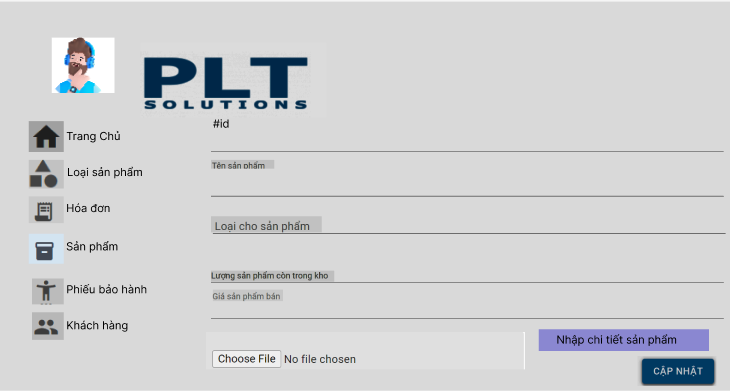 PLT
SOLUTIONS
#id
Trang Chủ
Loại sản phẩm
Hóa đơn
Sản phẩm
Phiếu bảo hành
Khách hàng
Tên sản phẩm
Loại cho sản phẩm
Lượng sản phẩm còn trong kho
Giá sản phẩm bán
Choose File No file chosen
Nhập chi tiết sản phẩm
CẬP NHẬT